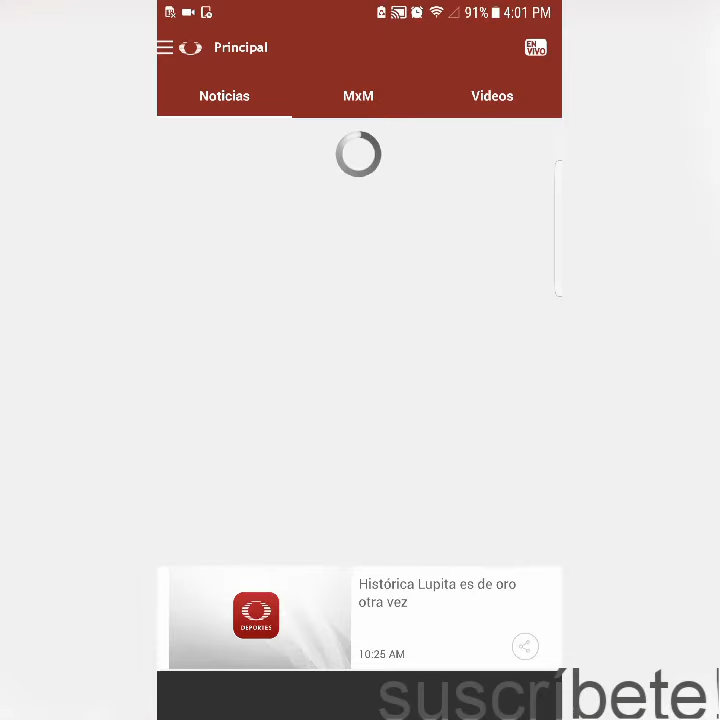 91% 4:01 PM
Principal
EN VIVO
Noticias
MxM
Videos
Histórica Lupita es de oro
otra vez
DEPORTES
10:25 AM
suscríbete!